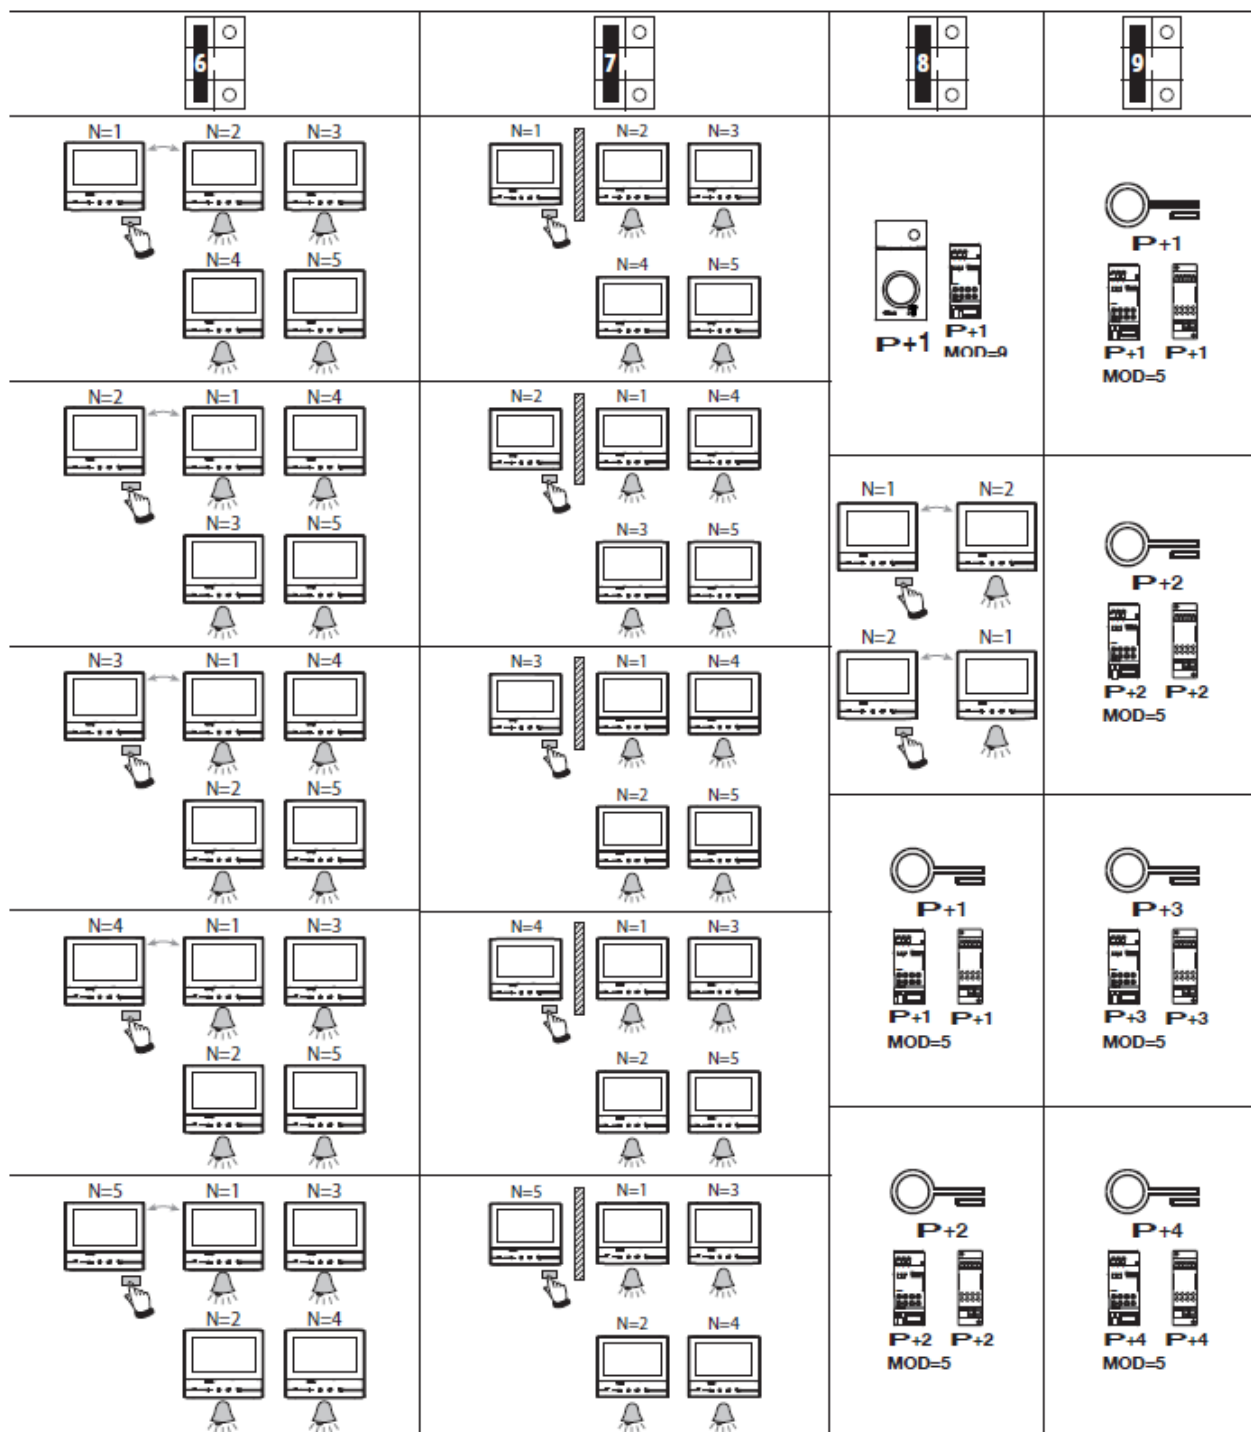 6
7
8
9
N=1 N=2 N=3
N=4 N=5
N=1 N=2 N=3
N=4 N=5
P+1 P+1
MOD=9
P+1
P+1 P+1
MOD=5
N=2 N=1 N=4
N=3 N=5
N=2 N=1 N=4
N=3 N=5
N=1 N=2
N=2 N=1
P+2
P+2 P+2
MOD=5
N=3 N=1 N=4
N=2 N=5
N=3 N=1 N=4
N=2 N=5
P+1
P+1 P+1
MOD=5
P+3
P+3 P+3
MOD=5
N=4 N=1 N=3
N=2 N=5
N=4 N=1 N=3
N=2 N=5
P+2
P+2 P+2
MOD=5
P+4
P+4 P+4
MOD=5
N=5 N=1 N=3
N=2 N=4
N=5 N=1 N=3
N=2 N=4